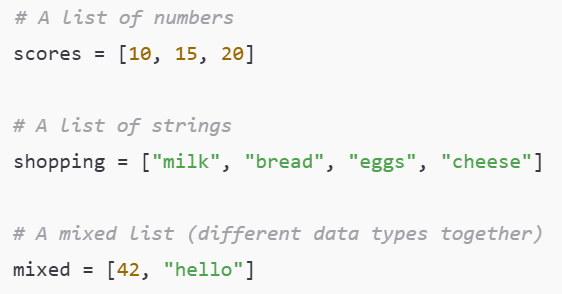 # A list of numbers
scores = [10, 15, 20]
# A list of strings
shopping = ["milk", "bread", "eggs", "cheese"]
# A mixed list (different data types together)
mixed = [42, "hello"]